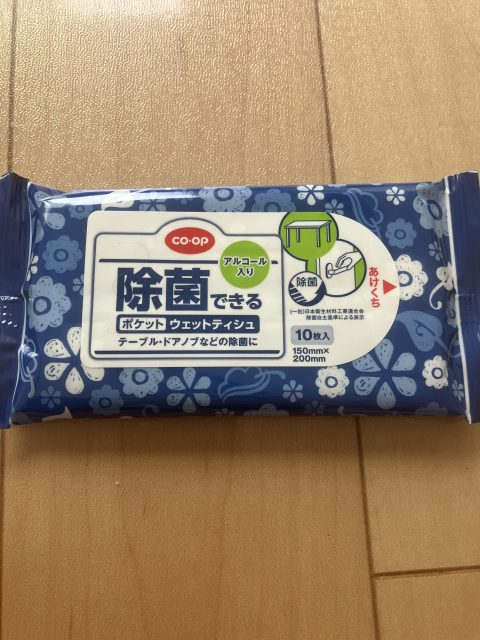 CO·OP
アルコール
入り
除菌できる
ポケット ウェットティシュ
テーブル・ドアノブなどの除菌に
除菌
(一社)日本衛生材料工業連合会
除菌自主基準による表示
10枚入
150mm×
200mm
あけくち